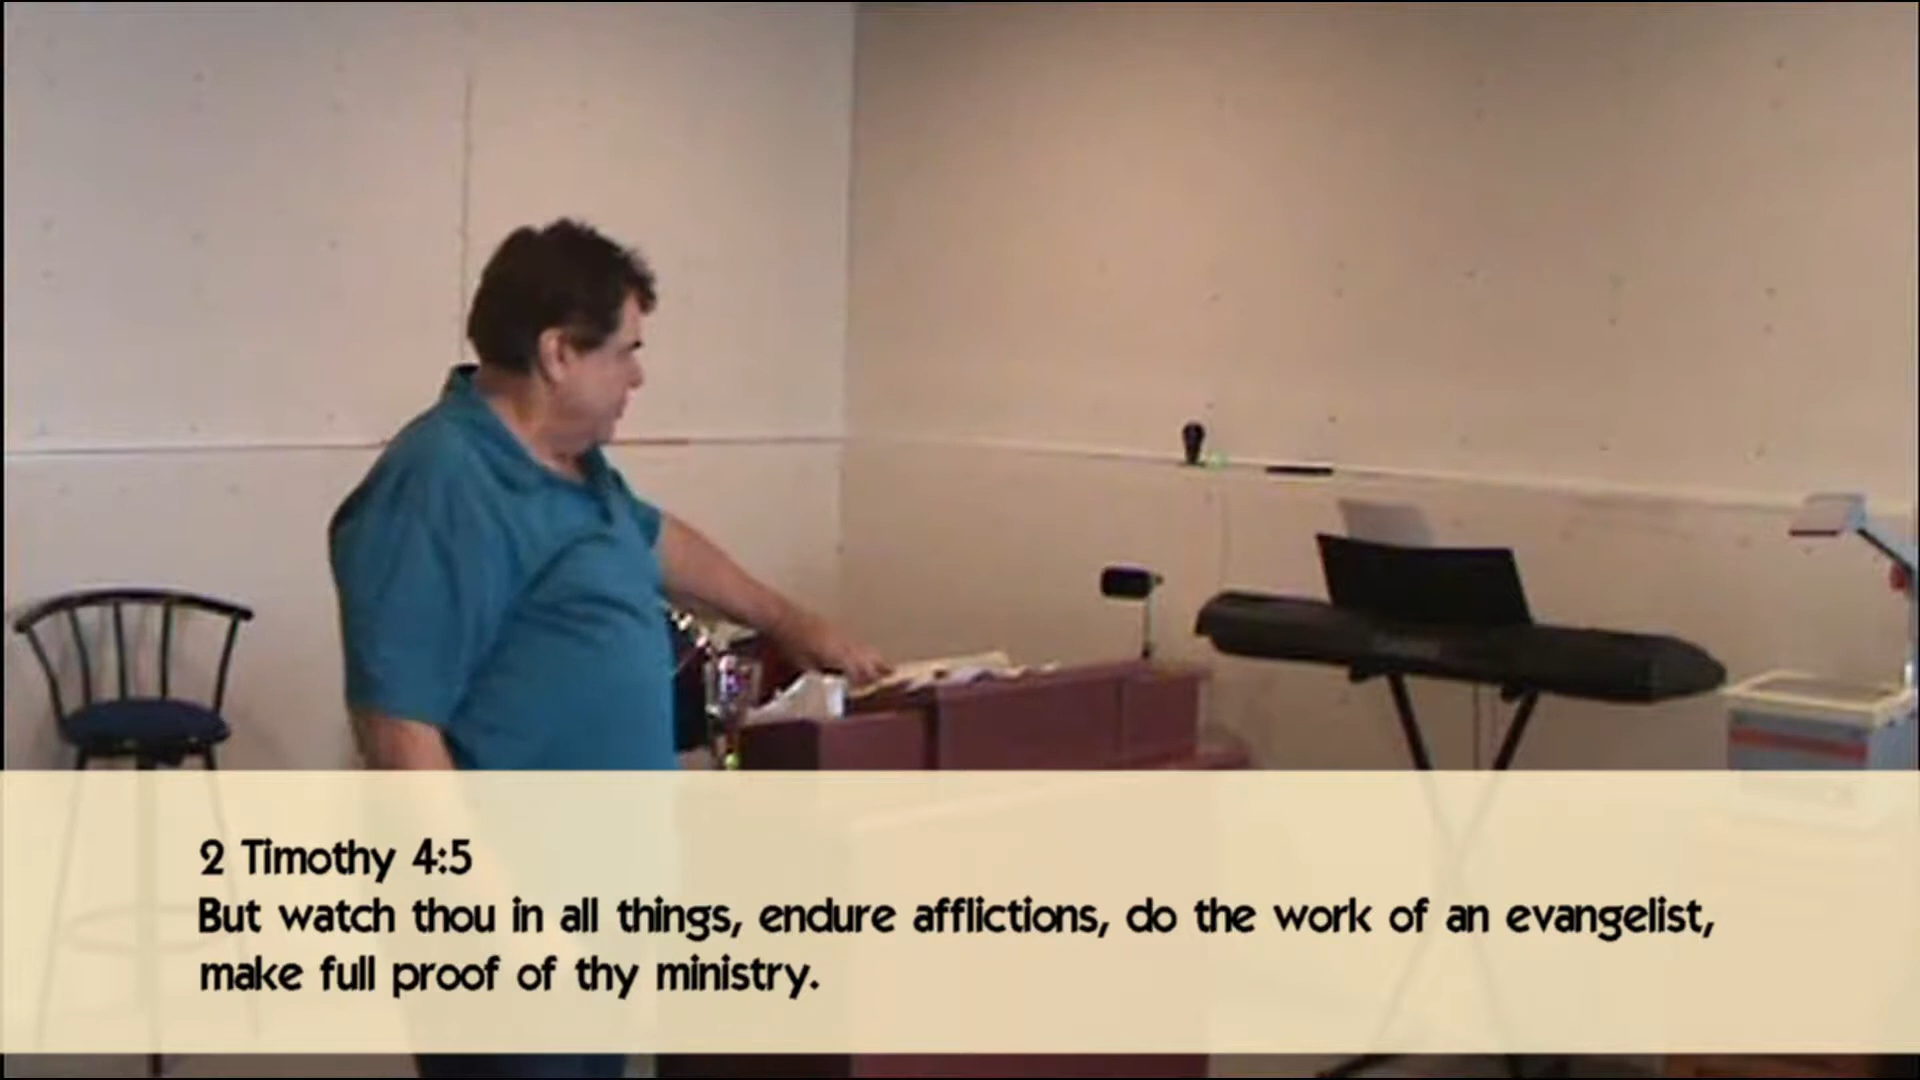 2 Timothy 4:5
But watch thou in all things, endure afflictions, do the work of an evangelist,
make full proof of thy ministry.